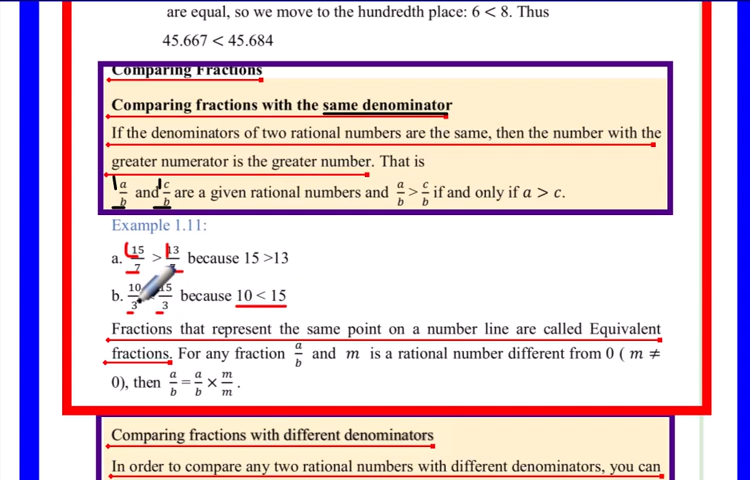 are equal, so we move to the hundredth place: 6 < 8. Thus
45.667 < 45.684
Comparing Fractions
Comparing fractions with the same denominator
If the denominators of two rational numbers are the same, then the number with the
greater numerator is the greater number. That is
a/b and c/b are a given rational numbers and a/b > c/b if and only if a > c.
Example 1.11:
a. 15/7 > 13/7 because 15 >13
b. 10/3 15/3 because 10 < 15
Fractions that represent the same point on a number line are called Equivalent
fractions. For any fraction a/b and m is a rational number different from 0 ( m ≠
0), then a/b = a/b × m/m .
Comparing fractions with different denominators
In order to compare any two rational numbers with different denominators, you can